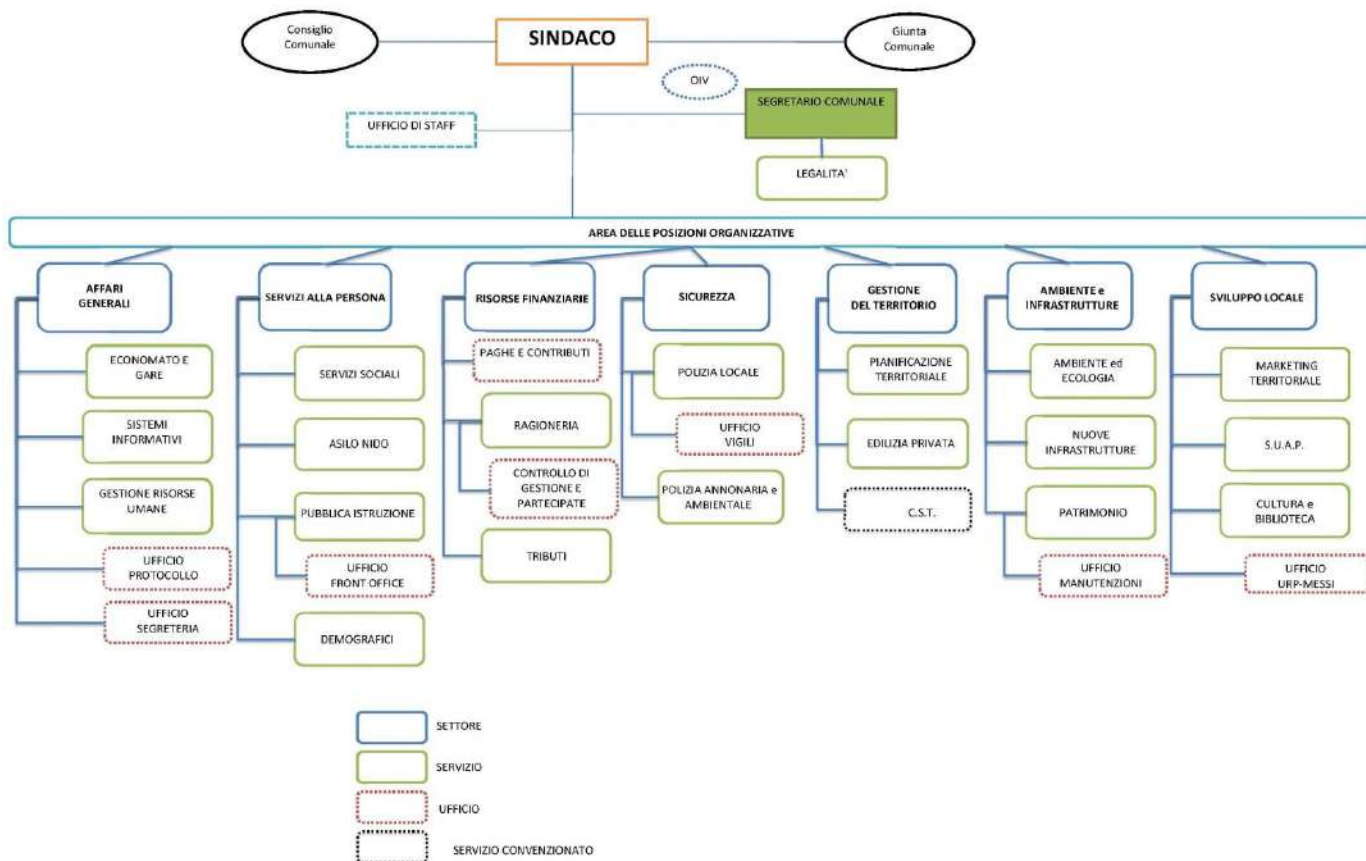 Consiglio
Comunale
SINDACO
Giunta
Comunale
OIV
SEGRETARIO COMUNALE
UFFICIO DI STAFF
LEGALITA'
AREA DELLE POSIZIONI ORGANIZZATIVE
AFFARI
GENERALI
ECONOMATO E
GARE
SISTEMI
INFORMATIVI
GESTIONE RISORSE
UMANE
UFFICIO
PROTOCOLLO
UFFICIO
SEGRETERIA
SERVIZI ALLA PERSONA
SERVIZI SOCIALI
ASILO NIDO
PUBBLICA ISTRUZIONE
UFFICIO
FRONT OFFICE
DEMOGRAFICI
RISORSE FINANZIARIE
PAGHE E CONTRIBUTI
RAGIONERIA
CONTROLLO DI
GESTIONE E
PARTECIPATE
TRIBUTI
SICUREZZA
POLIZIA LOCALE
UFFICIO
VIGILI
POLIZIA ANNONARIA e
AMBIENTALE
GESTIONE
DEL TERRITORIO
PIANIFICAZIONE
TERRITORIALE
EDILIZIA PRIVATA
C.S.T.
AMBIENTE e
INFRASTRUTTURE
AMBIENTE ed
ECOLOGIA
NUOVE
INFRASTRUTTURE
PATRIMONIO
UFFICIO
MANUTENZIONI
SVILUPPO LOCALE
MARKETING
TERRITORIALE
S.U.A.P.
CULTURA e
BIBLIOTECA
UFFICIO
URP-MESSI
SETTORE
SERVIZIO
UFFICIO
SERVIZIO CONVENZIONATO